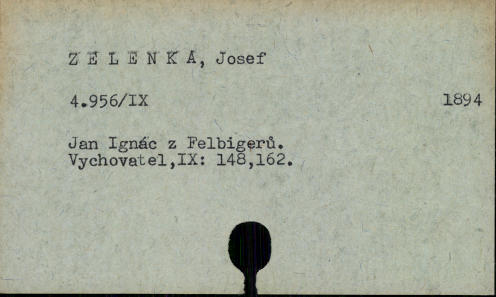 Z E L E N K A, Josef
4.956/IX 1894
Jan Ignác z Felbigerů.
Vychovatel,IX: 148,162.